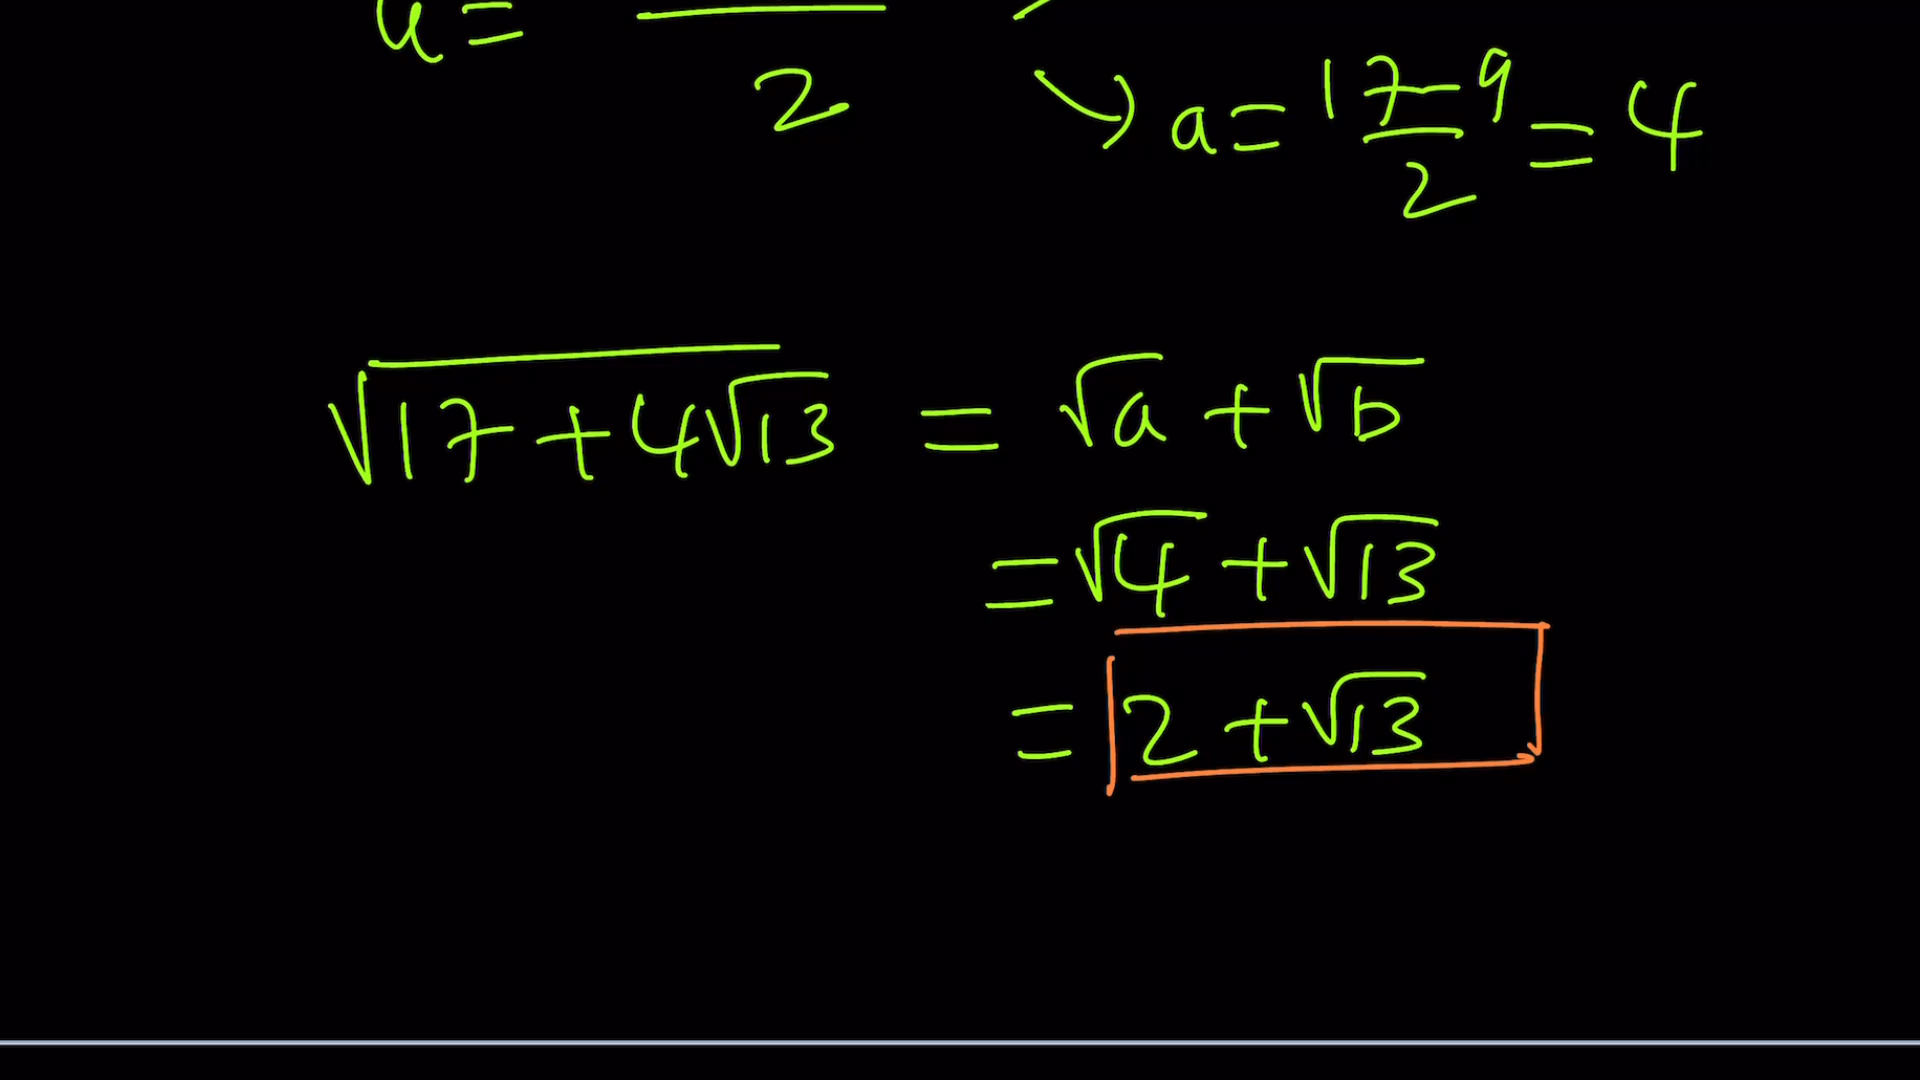 a = — 2
a = 17-9/2 = 4
√(17 + 4√13) = √a + √b
= √4 + √13
= 2 + √13